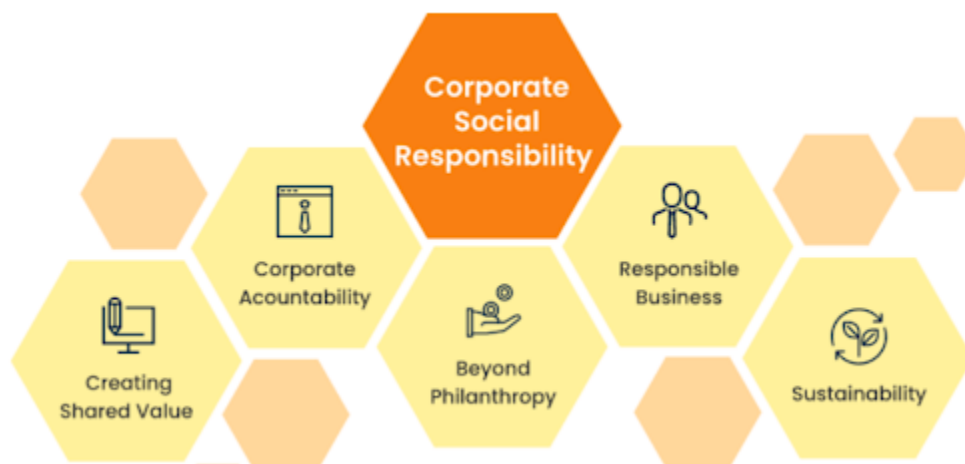 Corporate
Social
Responsibility
Corporate
Acountability
Responsible
Business
Creating
Shared Value
Beyond
Philanthropy
Sustainability